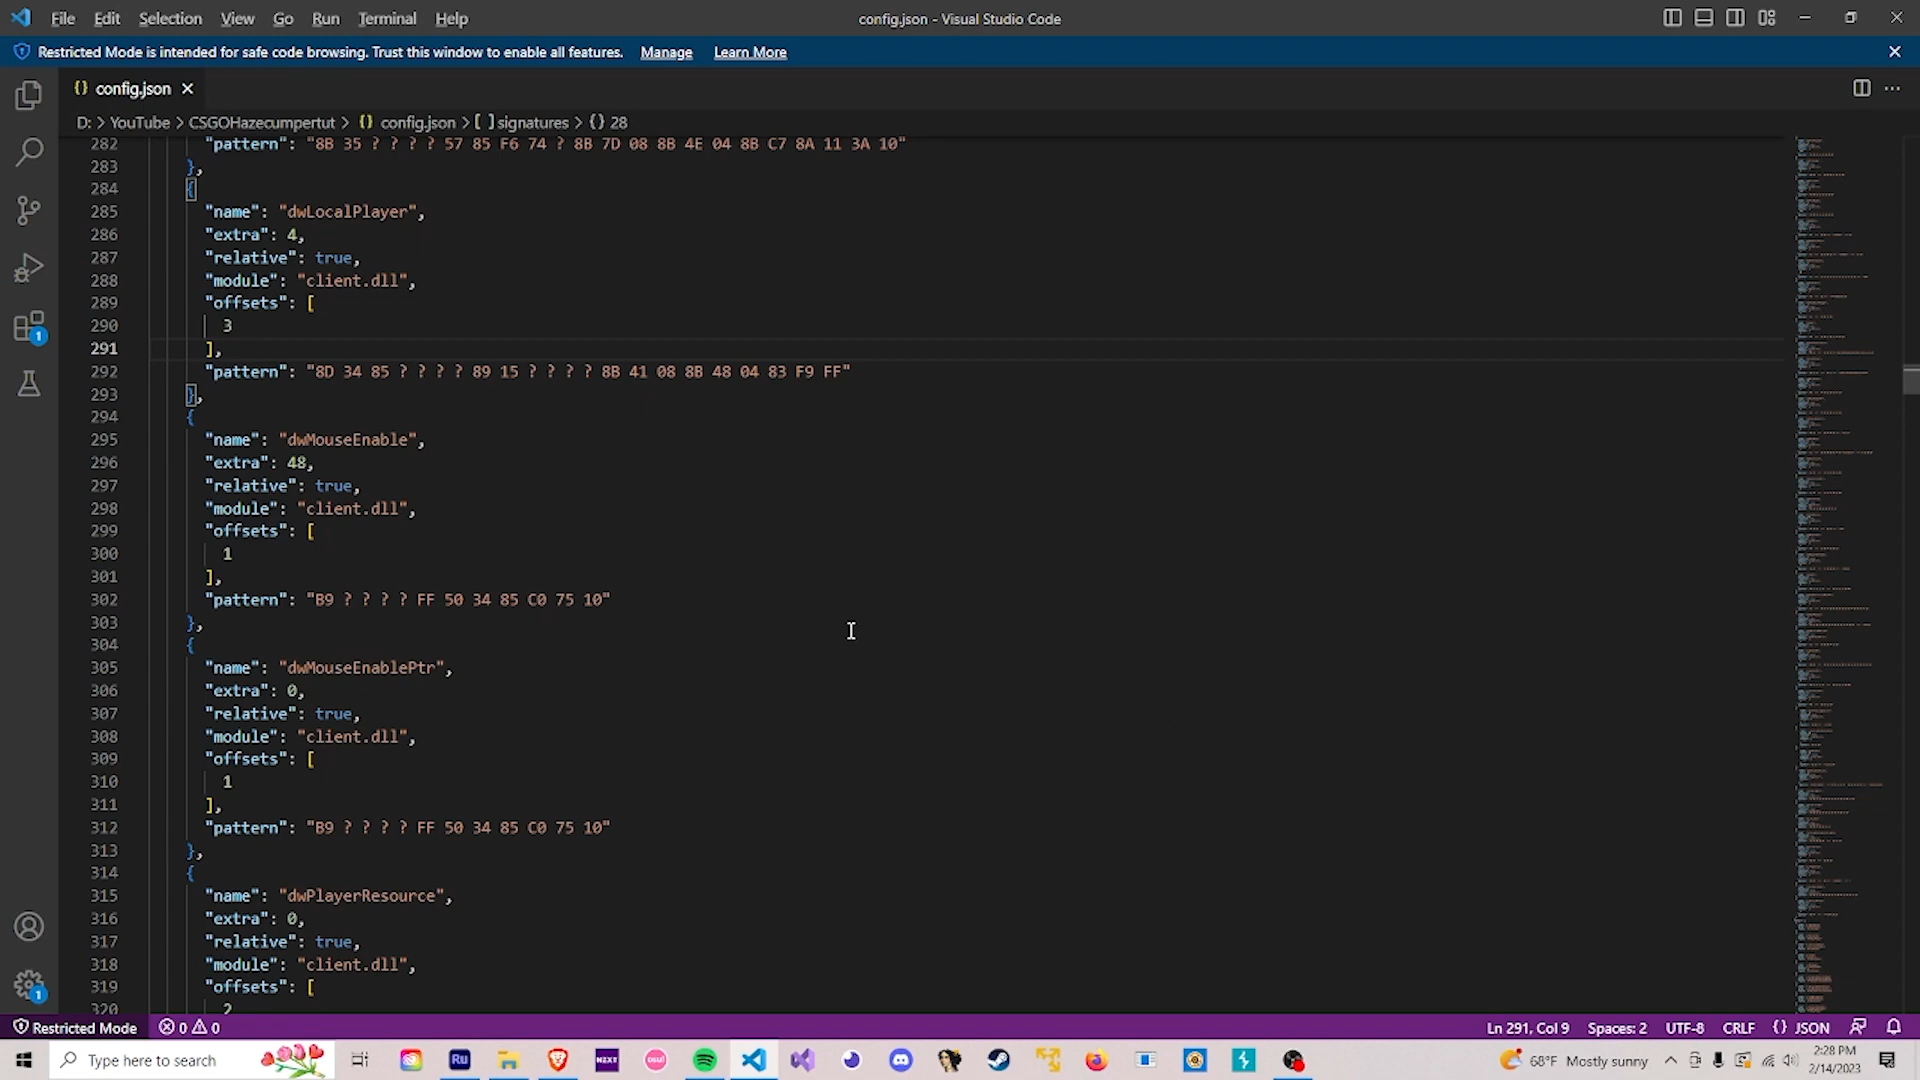 File Edit Selection View Go Run Terminal Help
config.json - Visual Studio Code
Restricted Mode is intended for safe code browsing. Trust this window to enable all features. Manage Learn More
{} config.json
D: > YouTube > CSGOHazecumpertut > {} config.json > [ ] signatures > {} 28
282 "pattern": "8B 35 ? ? ? ? 57 85 F6 74 ? 8B 7D 08 8B 4E 04 8B C7 8A 11 3A 10"
283 },
284 {
285 "name": "dwLocalPlayer",
286 "extra": 4,
287 "relative": true,
288 "module": "client.dll",
289 "offsets": [
290 3
291 ],
292 "pattern": "8D 34 85 ? ? ? ? 89 15 ? ? ? ? 8B 41 08 8B 48 04 83 F9 FF"
293 },
294 {
295 "name": "dwMouseEnable",
296 "extra": 48,
297 "relative": true,
298 "module": "client.dll",
299 "offsets": [
300 1
301 ],
302 "pattern": "B9 ? ? ? ? FF 50 34 85 C0 75 10"
303 },
304 {
305 "name": "dwMouseEnablePtr",
306 "extra": 0,
307 "relative": true,
308 "module": "client.dll",
309 "offsets": [
310 1
311 ],
312 "pattern": "B9 ? ? ? ? FF 50 34 85 C0 75 10"
313 },
314 {
315 "name": "dwPlayerResource",
316 "extra": 0,
317 "relative": true,
318 "module": "client.dll",
319 "offsets": [
320 2
1
1
Restricted Mode 0 0 Ln 291, Col 9 Spaces: 2 UTF-8 CRLF {} JSON
Type here to search Ru NEXT osu! 68°F Mostly sunny 2:28 PM
2/14/2023